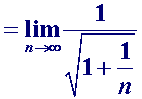 = lim n→∞ 1 / √(1 + 1/n)